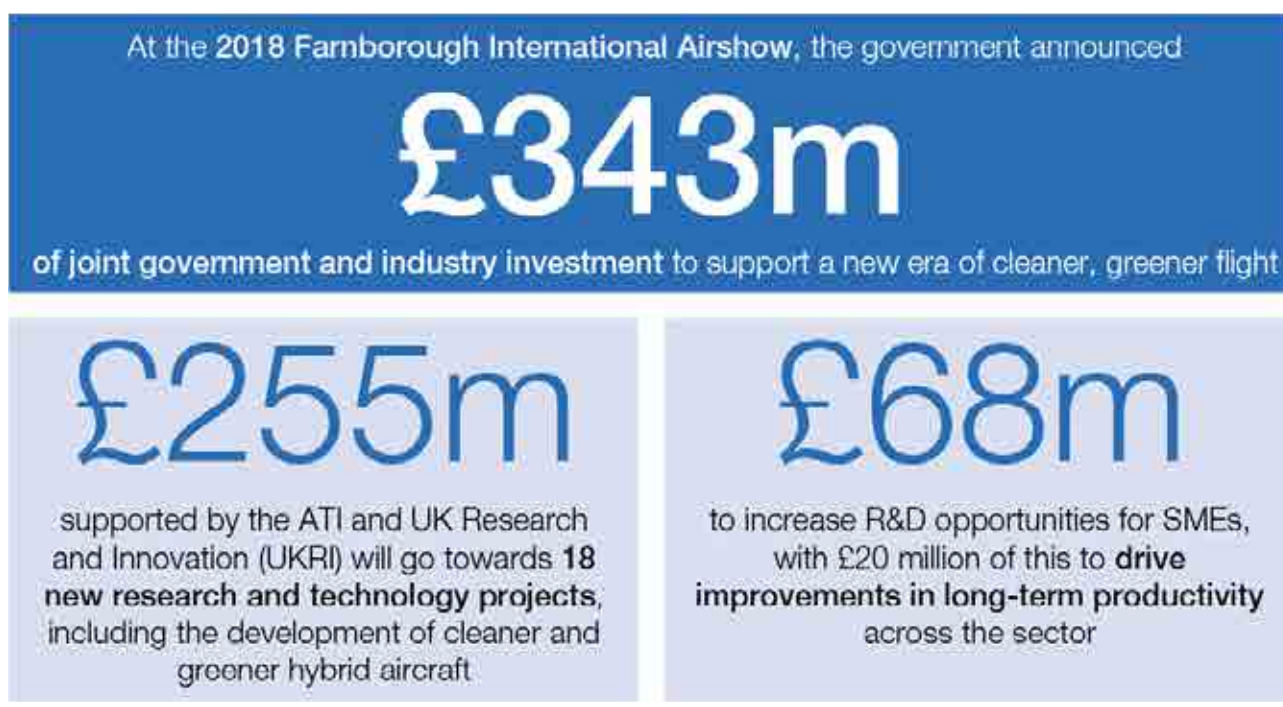 At the 2018 Farnborough International Airshow, the government announced
£343m
of joint government and industry investment to support a new era of cleaner, greener flight
£255m
supported by the ATI and UK Research
and Innovation (UKRI) will go towards 18
new research and technology projects,
including the development of cleaner and
greener hybrid aircraft
£68m
to increase R&D opportunities for SMEs,
with £20 million of this to drive
improvements in long-term productivity
across the sector